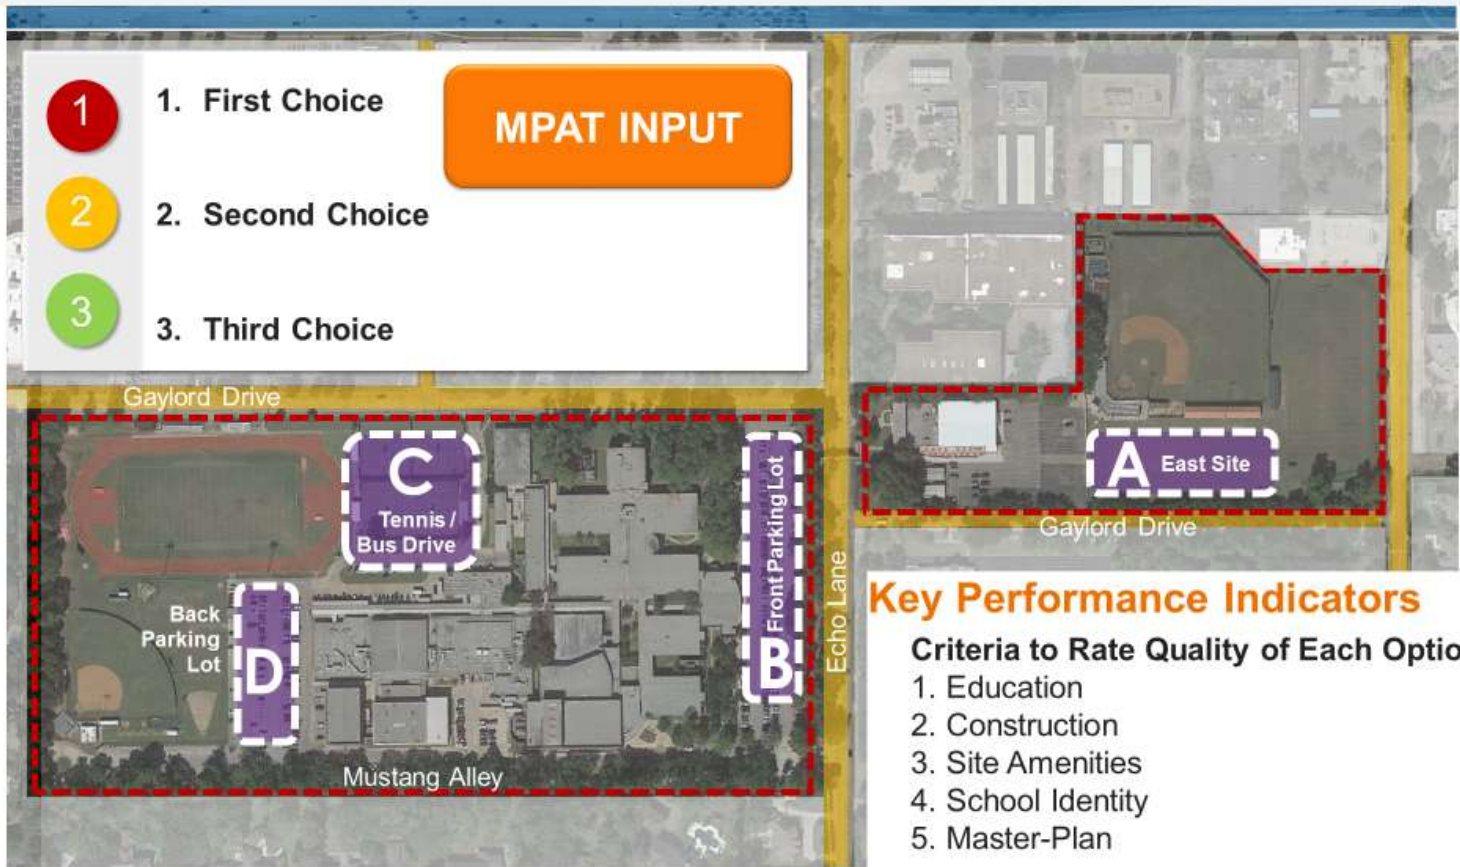 1
1. First Choice
MPAT INPUT
2
2. Second Choice
3
3. Third Choice
Gaylord Drive
C
Tennis /
Bus Drive
Front Parking Lot
B
Back
Parking
Lot
D
Mustang Alley
Echo Lane
A East Site
Gaylord Drive
Key Performance Indicators
Criteria to Rate Quality of Each Optio
1. Education
2. Construction
3. Site Amenities
4. School Identity
5. Master-Plan